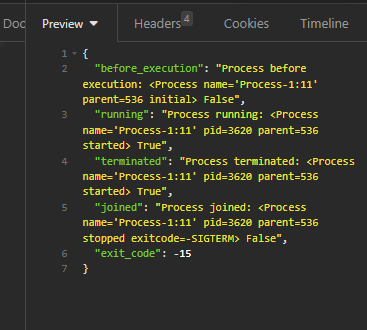 Doc Preview Headers 4 Cookies Timeline
1 {
2 "before_execution": "Process before
execution: <Process name='Process-1:11'
parent=536 initial> False",
3 "running": "Process running: <Process
name='Process-1:11' pid=3620 parent=536
started> True",
4 "terminated": "Process terminated: <Process
name='Process-1:11' pid=3620 parent=536
started> True",
5 "joined": "Process joined: <Process
name='Process-1:11' pid=3620 parent=536
stopped exitcode=-SIGTERM> False",
6 "exit_code": -15
7 }